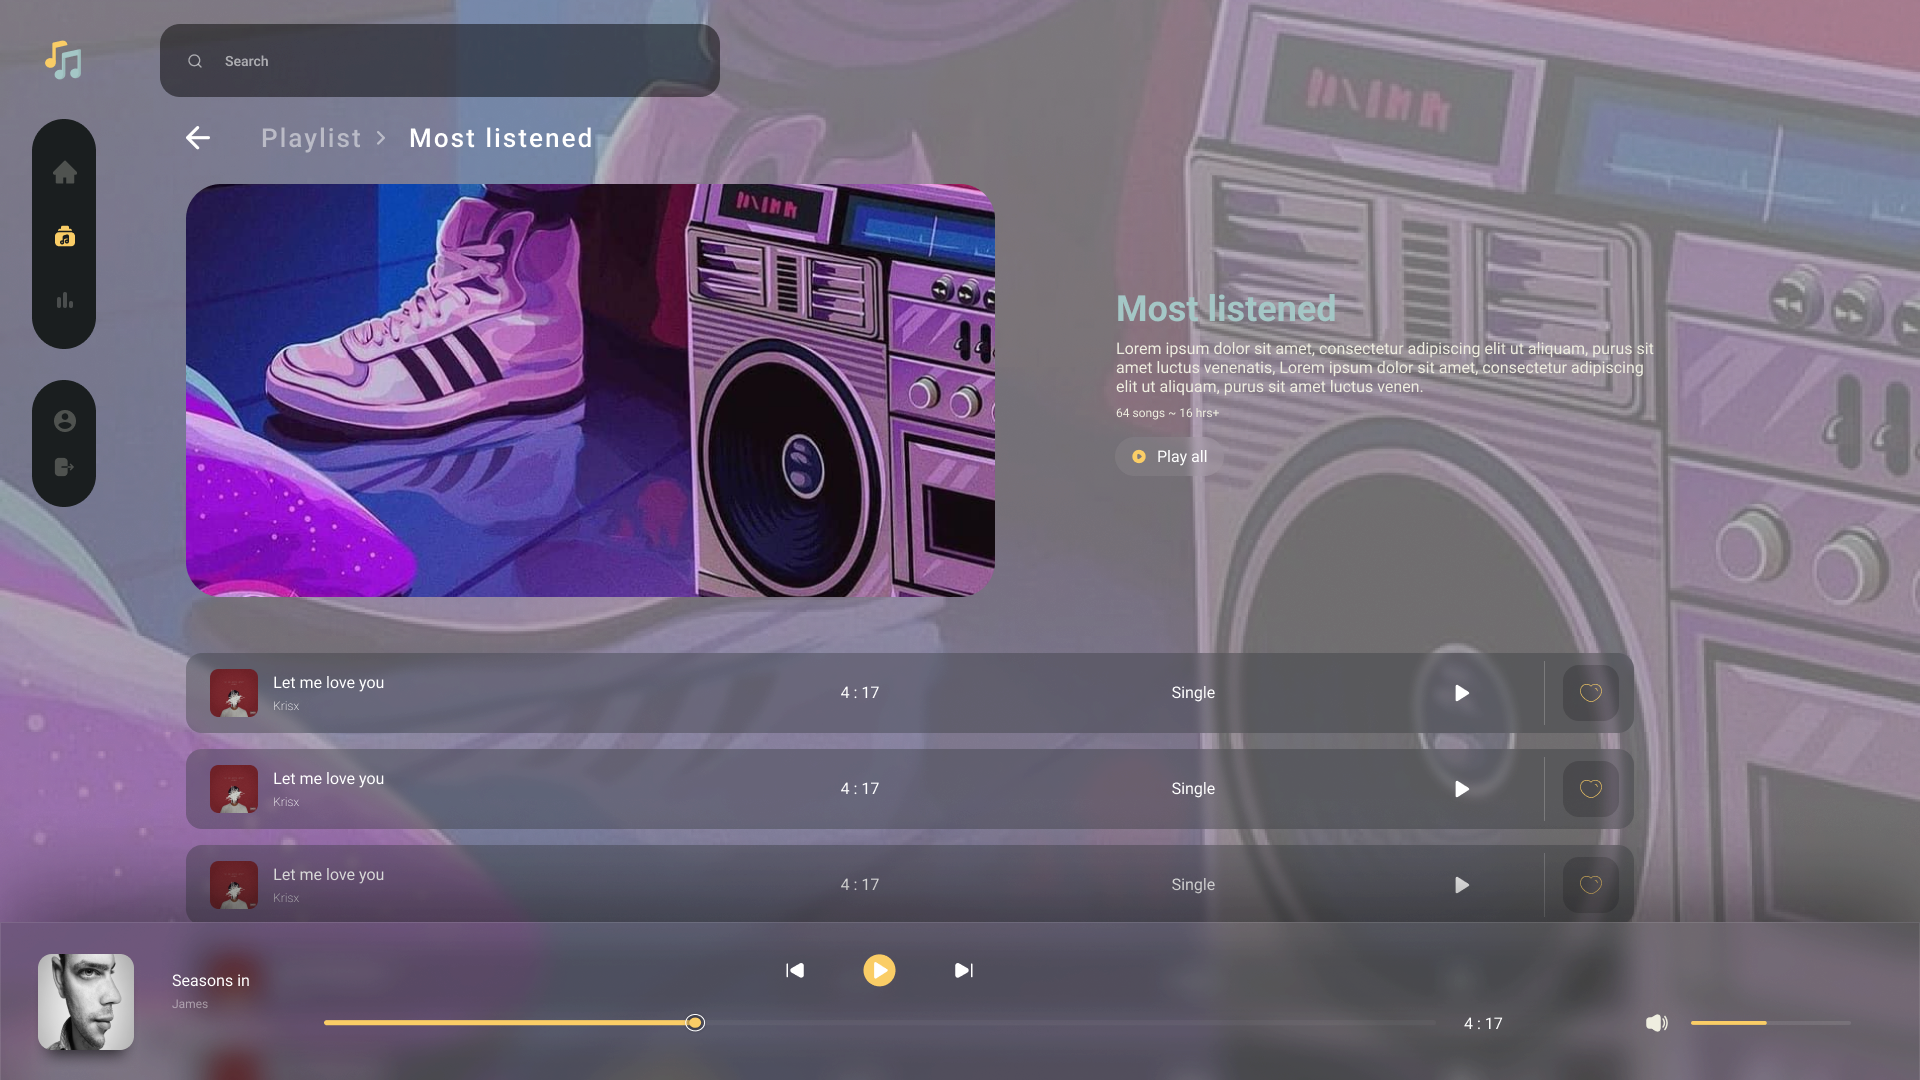 Search
Playlist > Most listened
Most listened
Lorem ipsum dolor sit amet, consectetur adipiscing elit ut aliquam, purus sit
amet luctus venenatis, Lorem ipsum dolor sit amet, consectetur adipiscing
elit ut aliquam, purus sit amet luctus venen.
64 songs ~ 16 hrs+
Play all
Let me love you
Krisx
4 : 17
Single
Let me love you
Krisx
4 : 17
Single
Let me love you
Krisx
4 : 17
Single
Seasons in
James
4 : 17